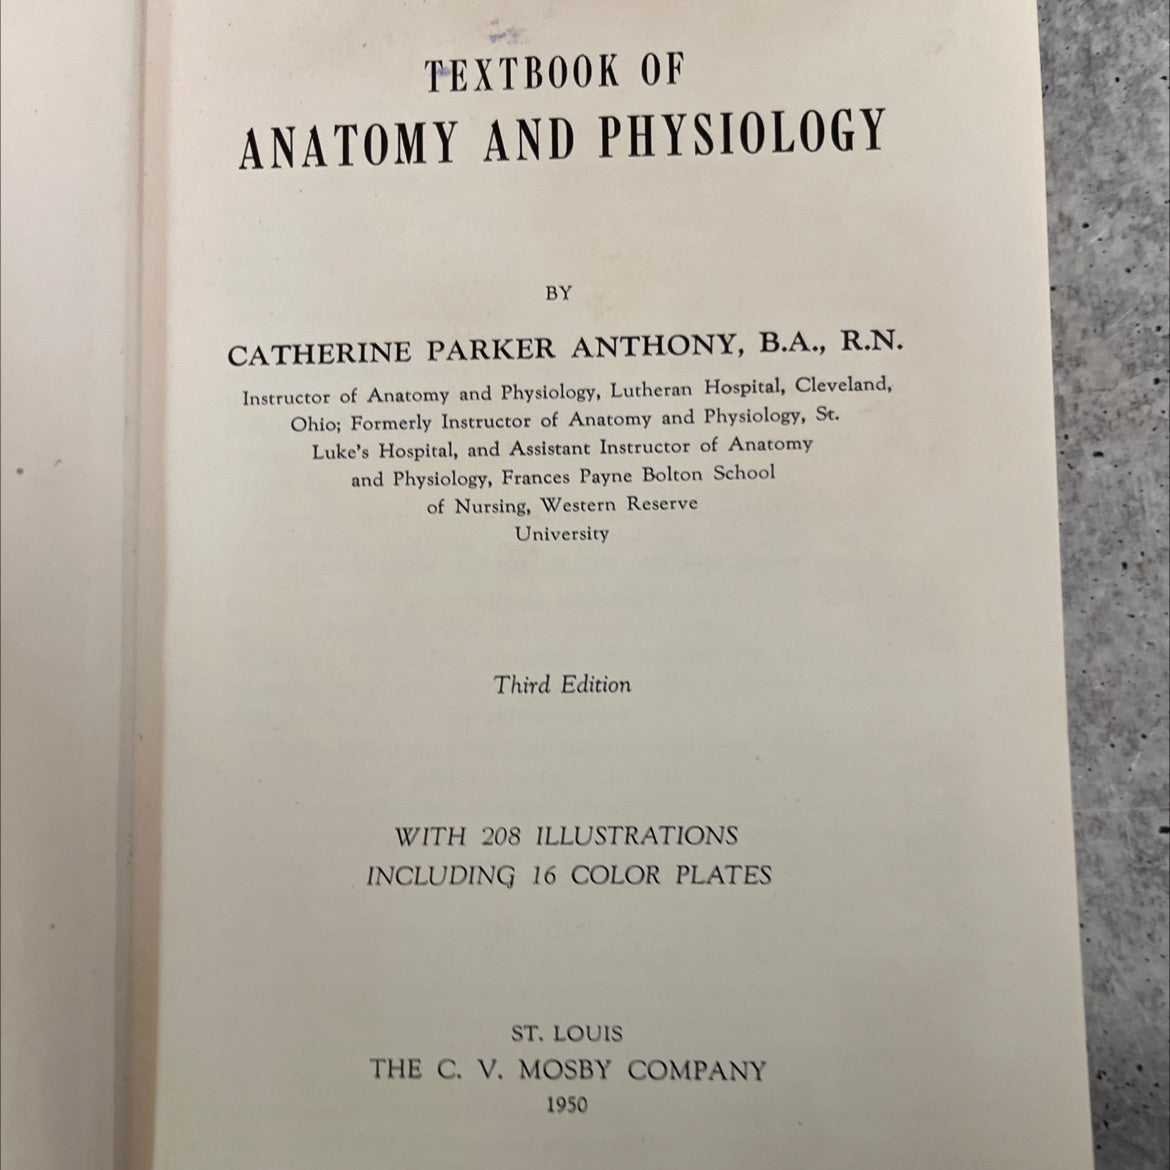 TEXTBOOK OF
ANATOMY AND PHYSIOLOGY
BY
CATHERINE PARKER ANTHONY, B.A., R.N.
Instructor of Anatomy and Physiology, Lutheran Hospital, Cleveland,
Ohio; Formerly Instructor of Anatomy and Physiology, St.
Luke's Hospital, and Assistant Instructor of Anatomy
and Physiology, Frances Payne Bolton School
of Nursing, Western Reserve
University
Third Edition
WITH 208 ILLUSTRATIONS
INCLUDING 16 COLOR PLATES
ST. LOUIS
THE C. V. MOSBY COMPANY
1950